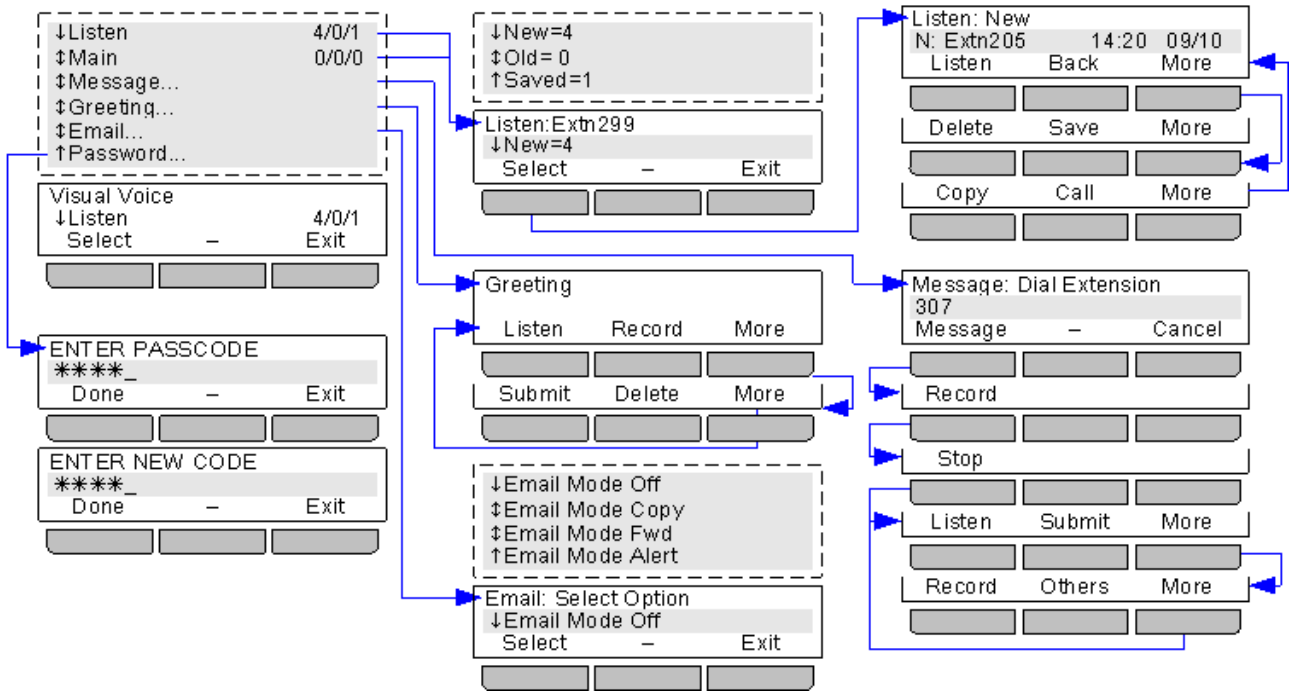 ↓Listen 4/0/1
↕Main 0/0/0
↕Message...
↕Greeting...
↕Email...
↑Password...
Visual Voice
↓Listen 4/0/1
Select – Exit
ENTER PASSCODE
****_
Done – Exit
ENTER NEW CODE
****_
Done – Exit
↓New=4
↕Old= 0
↑Saved=1
Listen:Extn299
↓New=4
Select – Exit
Greeting
Listen Record More
Submit Delete More
↓Email Mode Off
↕Email Mode Copy
↕Email Mode Fwd
↑Email Mode Alert
Email: Select Option
↓Email Mode Off
Select – Exit
Listen: New
N: Extn205 14:20 09/10
Listen Back More
Delete Save More
Copy Call More
Message: Dial Extension
307
Message – Cancel
Record
Stop
Listen Submit More
Record Others More